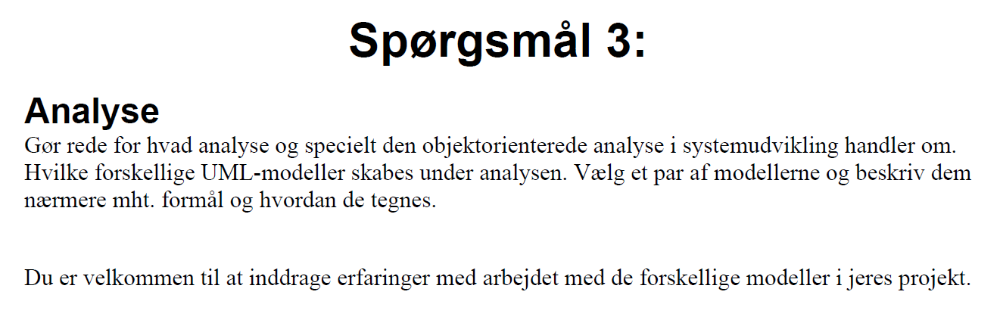 Spørgsmål 3:
Analyse
Gør rede for hvad analyse og specielt den objektorienterede analyse i systemudvikling handler om.
Hvilke forskellige UML-modeller skabes under analysen. Vælg et par af modellerne og beskriv dem
nærmere mht. formål og hvordan de tegnes.
Du er velkommen til at inddrage erfaringer med arbejdet med de forskellige modeller i jeres projekt.